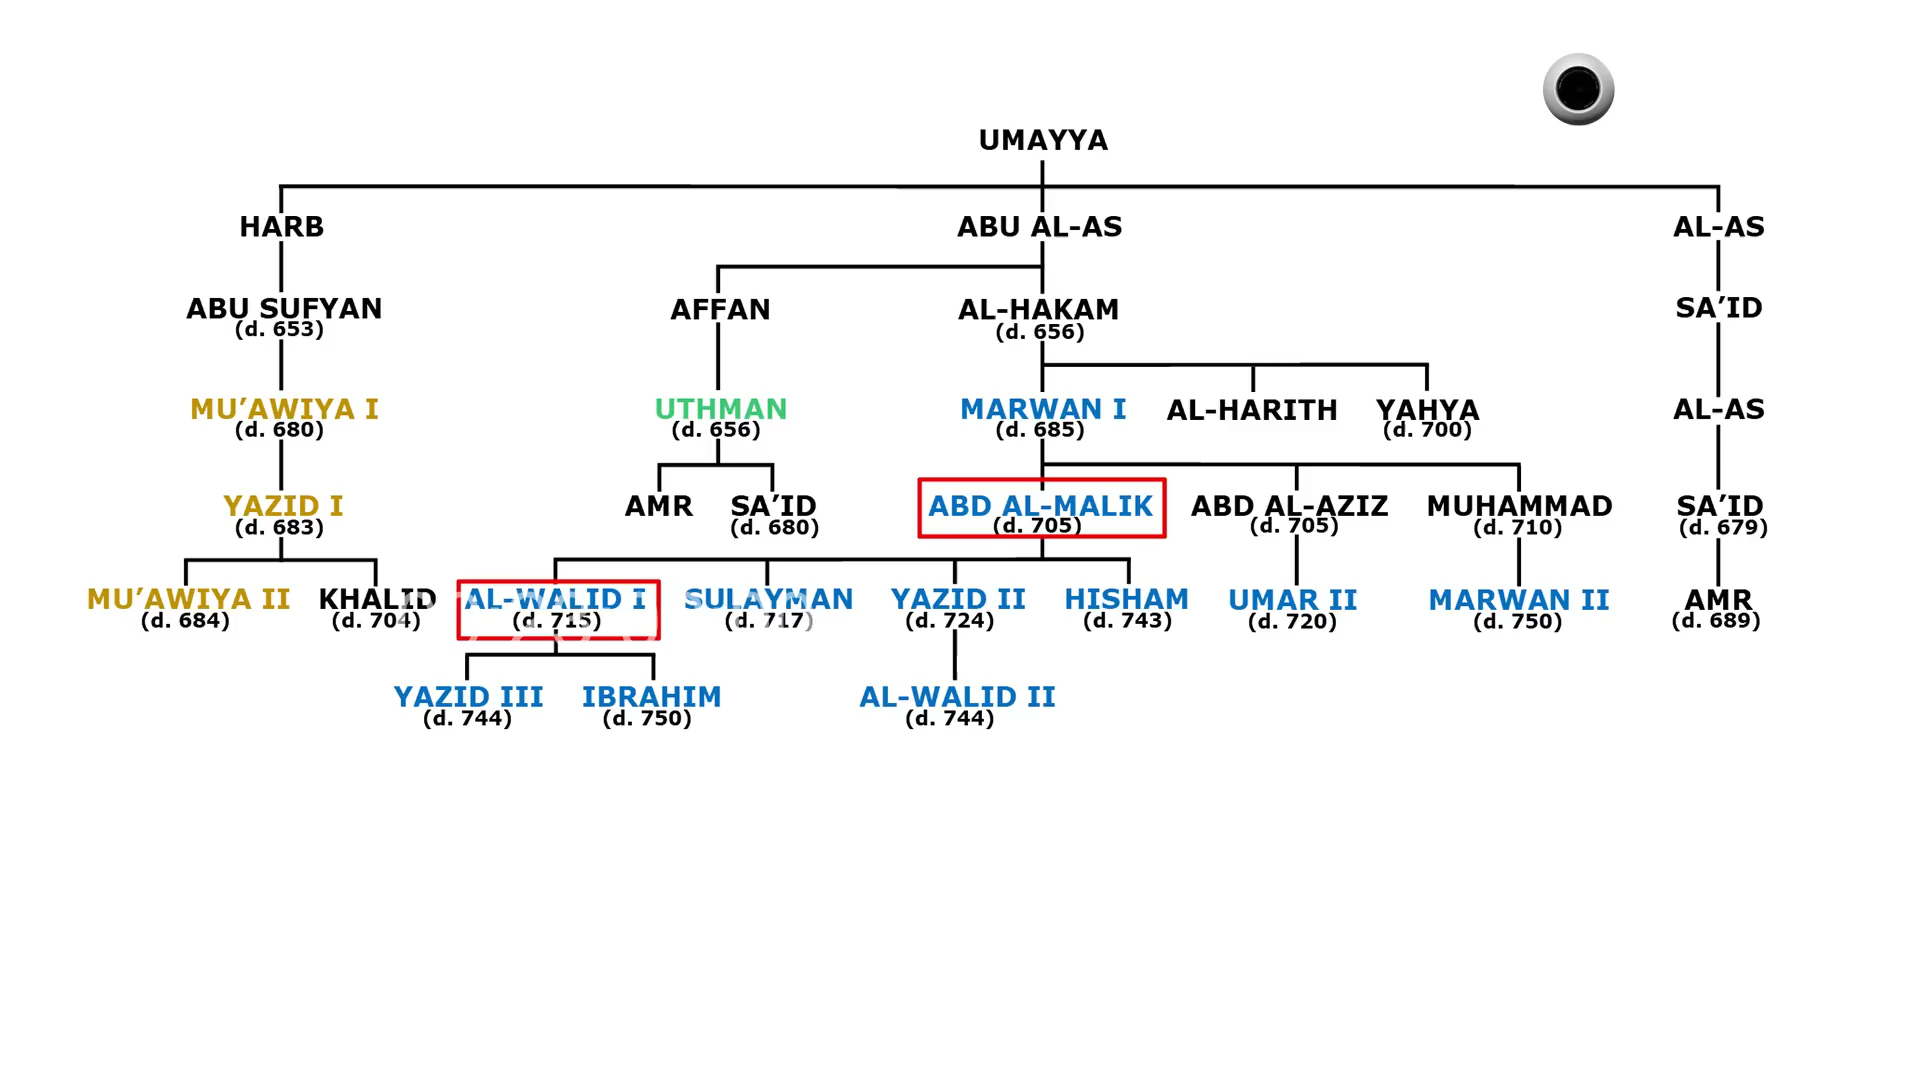 UMAYYA
HARB
ABU AL-AS
AL-AS
ABU SUFYAN
(d. 653)
AFFAN
AL-HAKAM
(d. 656)
SA’ID
MU’AWIYA I
(d. 680)
UTHMAN
(d. 656)
MARWAN I
(d. 685)
AL-HARITH
YAHYA
(d. 700)
AL-AS
YAZID I
(d. 683)
AMR
SA’ID
(d. 680)
ABD AL-MALIK
(d. 705)
ABD AL-AZIZ
(d. 705)
MUHAMMAD
(d. 710)
SA’ID
(d. 679)
MU’AWIYA II
(d. 684)
KHALID
(d. 704)
AL-WALID I
(d. 715)
SULAYMAN
(d. 717)
YAZID II
(d. 724)
HISHAM
(d. 743)
UMAR II
(d. 720)
MARWAN II
(d. 750)
AMR
(d. 689)
YAZID III
(d. 744)
IBRAHIM
(d. 750)
AL-WALID II
(d. 744)